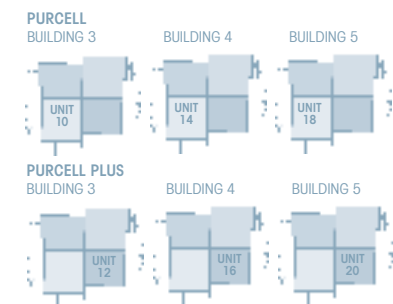 PURCELL
BUILDING 3 BUILDING 4 BUILDING 5
UNIT 10 UNIT 14 UNIT 18
PURCELL PLUS
BUILDING 3 BUILDING 4 BUILDING 5
UNIT 12 UNIT 16 UNIT 20